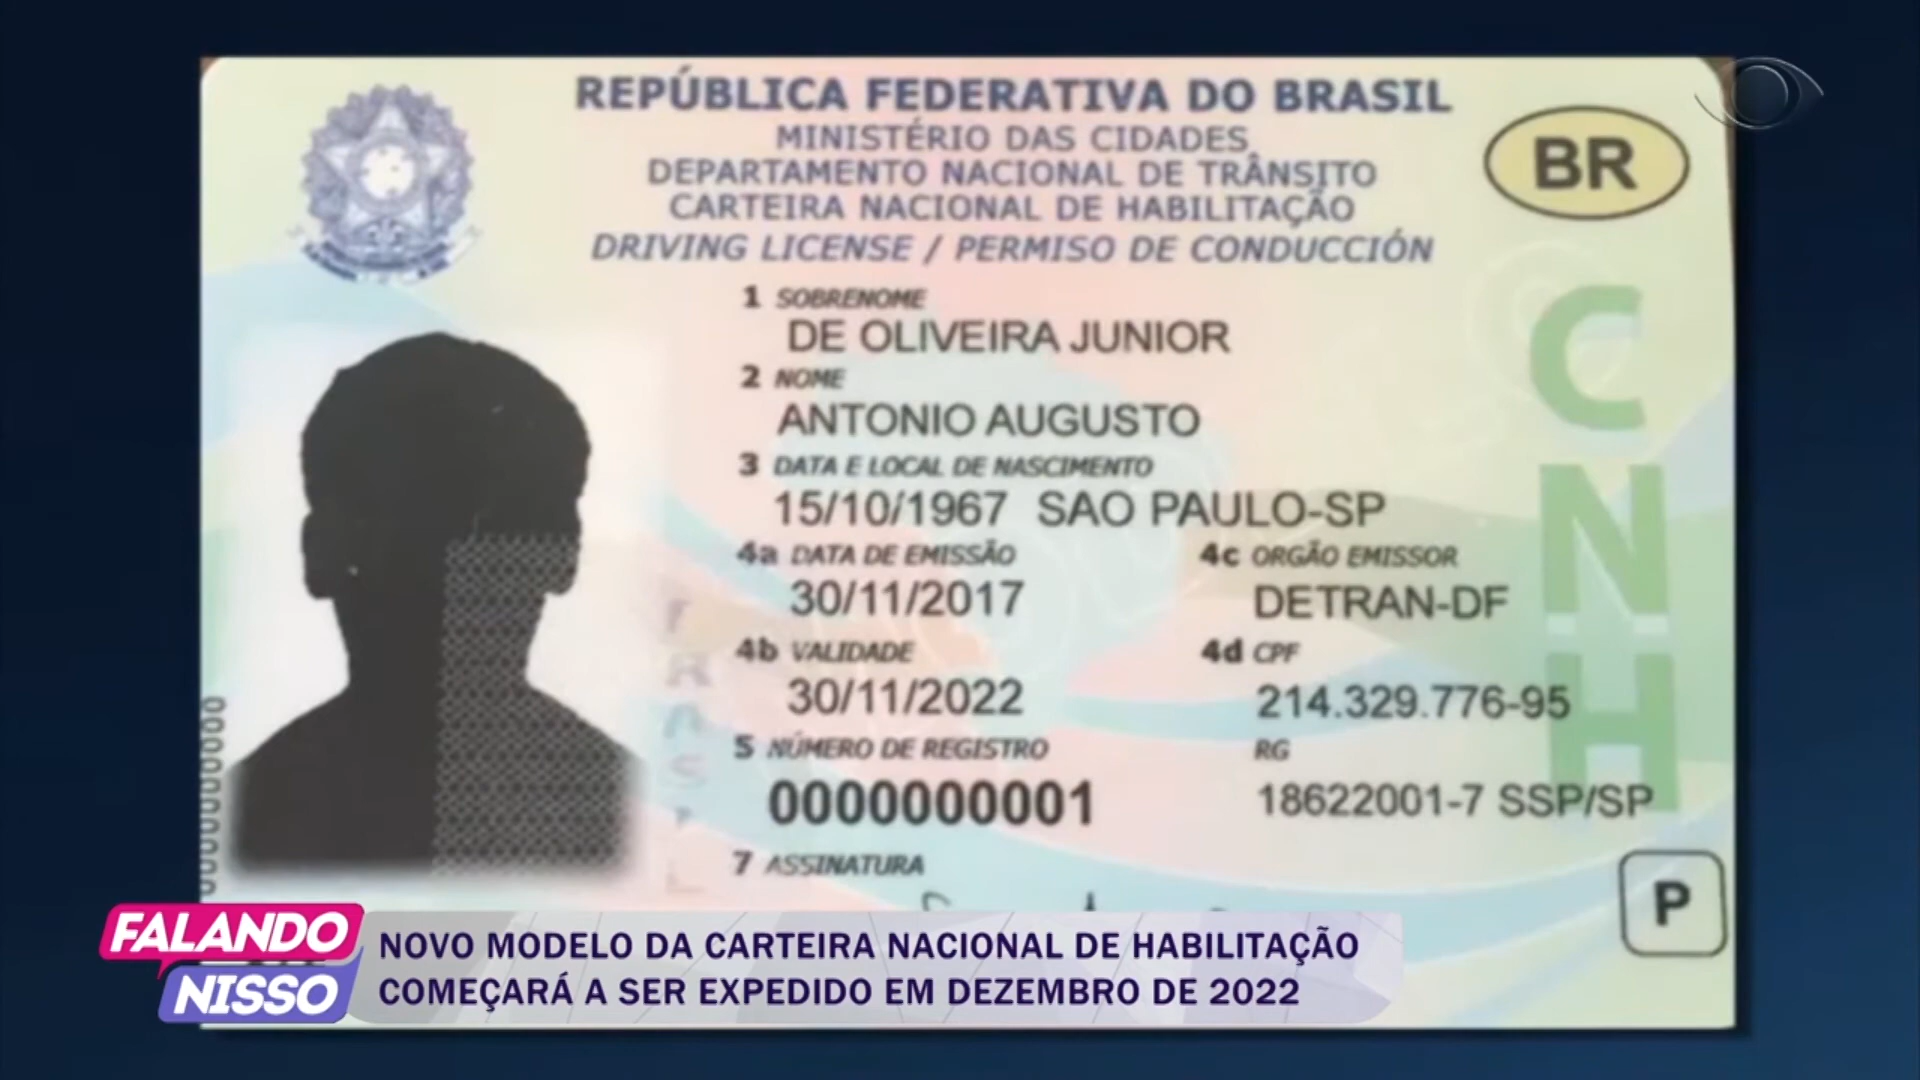 REPÚBLICA FEDERATIVA DO BRASIL
MINISTÉRIO DAS CIDADES
DEPARTAMENTO NACIONAL DE TRÂNSITO
CARTEIRA NACIONAL DE HABILITAÇÃO
DRIVING LICENSE / PERMISO DE CONDUCCIÓN
BR
1 SOBRENOME
DE OLIVEIRA JUNIOR
2 NOME
ANTONIO AUGUSTO
3 DATA E LOCAL DE NASCIMENTO
15/10/1967 SAO PAULO-SP
4a DATA DE EMISSÃO 4c ORGÃO EMISSOR
30/11/2017 DETRAN-DF
4b VALIDADE 4d CPF
30/11/2022 214.329.776-95
5 NÚMERO DE REGISTRO RG
0000000001 18622001-7 SSP/SP
7 ASSINATURA
CNH
P
FALANDO
NISSO
NOVO MODELO DA CARTEIRA NACIONAL DE HABILITAÇÃO
COMEÇARÁ A SER EXPEDIDO EM DEZEMBRO DE 2022